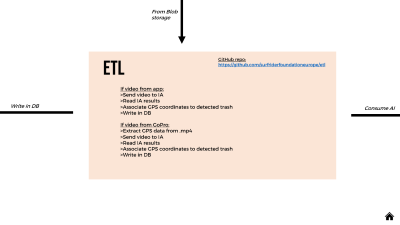 From Blob
storage
ETL
GitHub repo:
https://github.com/surfriderfoundationeurope/etl
If video from app:
>Send video to IA
>Read IA results
>Associate GPS coordinates to detected trash
>Write in DB
If video from GoPro:
>Extract GPS data from .mp4
>Send video to IA
>Read IA results
>Associate GPS coordinates to detected trash
>Write in DB
Write in DB
Consume AI